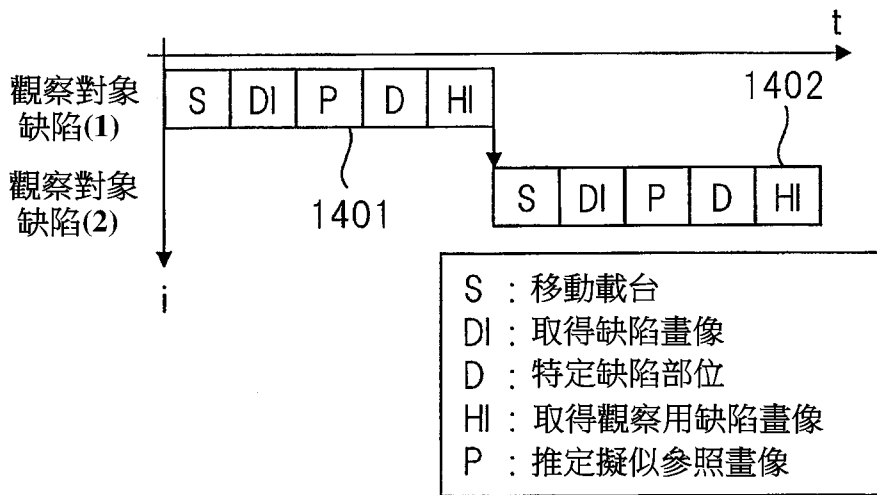 t
觀察對象
缺陷(1)
S DI P D HI
1402
觀察對象
缺陷(2)
1401
S DI P D HI
i
S：移動載台
DI：取得缺陷畫像
D：特定缺陷部位
HI：取得觀察用缺陷畫像
P：推定擬似參照畫像